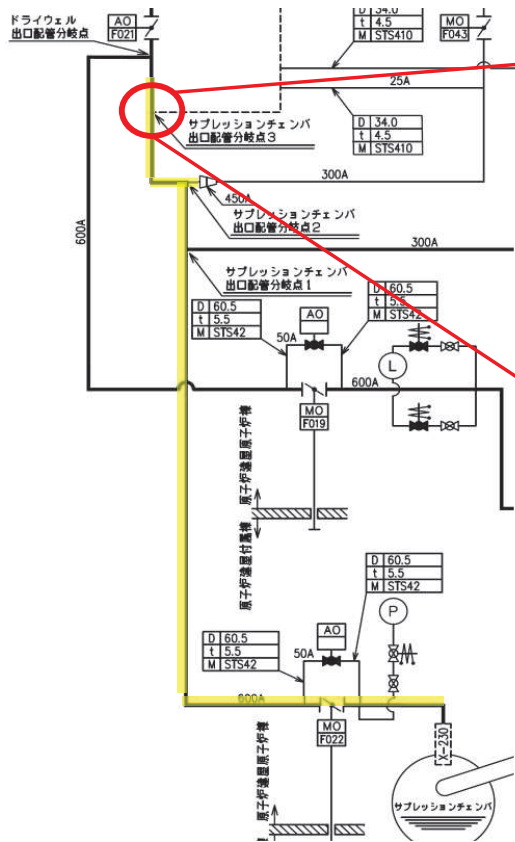 ドライウェル
出口配管分岐点
AO
F021
D 34.0
t 4.5
M STS410
MO
F043
25A
サプレッションチェンバ
出口配管分岐点3
D 34.0
t 4.5
M STS410
300A
450A
サプレッションチェンバ
出口配管分岐点2
600A
300A
サプレッションチェンバ
出口配管分岐点1
D 60.5
t 5.5
M STS42
AO
50A
D 60.5
t 5.5
M STS42
L
600A
MO
F019
原子炉建屋原子炉棟
原子炉建屋付属棟
D 60.5
t 5.5
M STS42
P
D 60.5
t 5.5
M STS42
AO
50A
600A
MO
F022
X-230
原子炉建屋原子炉棟
サプレッションチェンバ